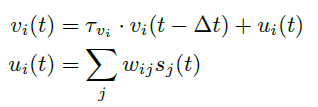 v_i(t) = τ_{v_i} · v_i(t − Δt) + u_i(t)
u_i(t) = ∑_j w_{ij} s_j(t)